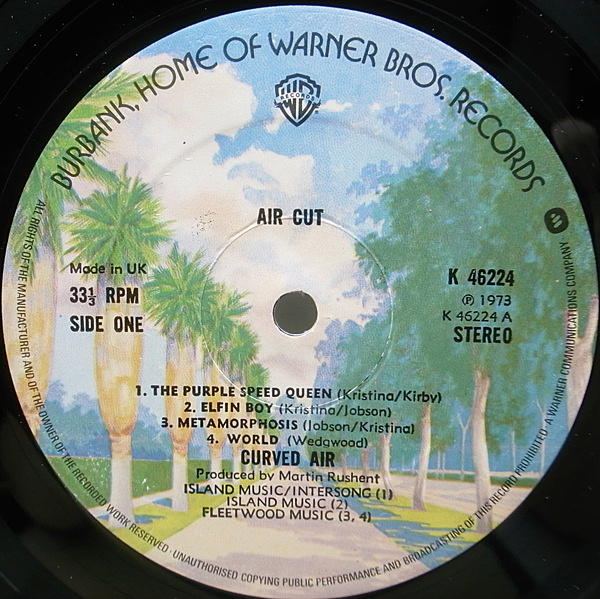 BURBANK, HOME OF WARNER BROS. RECORDS
RECORDS
AIR CUT
Made in UK
33⅓ RPM
SIDE ONE
K 46224
℗ 1973
K 46224 A
STEREO
1. THE PURPLE SPEED QUEEN (Kristina/Kirby)
2. ELFIN BOY (Kristina/Jobson)
3. METAMORPHOSIS (Jobson/Kristina)
4. WORLD (Wedgwood)
CURVED AIR
Produced by Martin Rushent
ISLAND MUSIC/INTERSONG (1)
ISLAND MUSIC (2)
FLEETWOOD MUSIC (3, 4)
ALL RIGHTS OF THE MANUFACTURER AND OF THE OWNER OF THE RECORDED WORK RESERVED · UNAUTHORISED COPYING PUBLIC PERFORMANCE AND BROADCASTING OF THIS RECORD PROHIBITED · A WARNER COMMUNICATIONS COMPANY